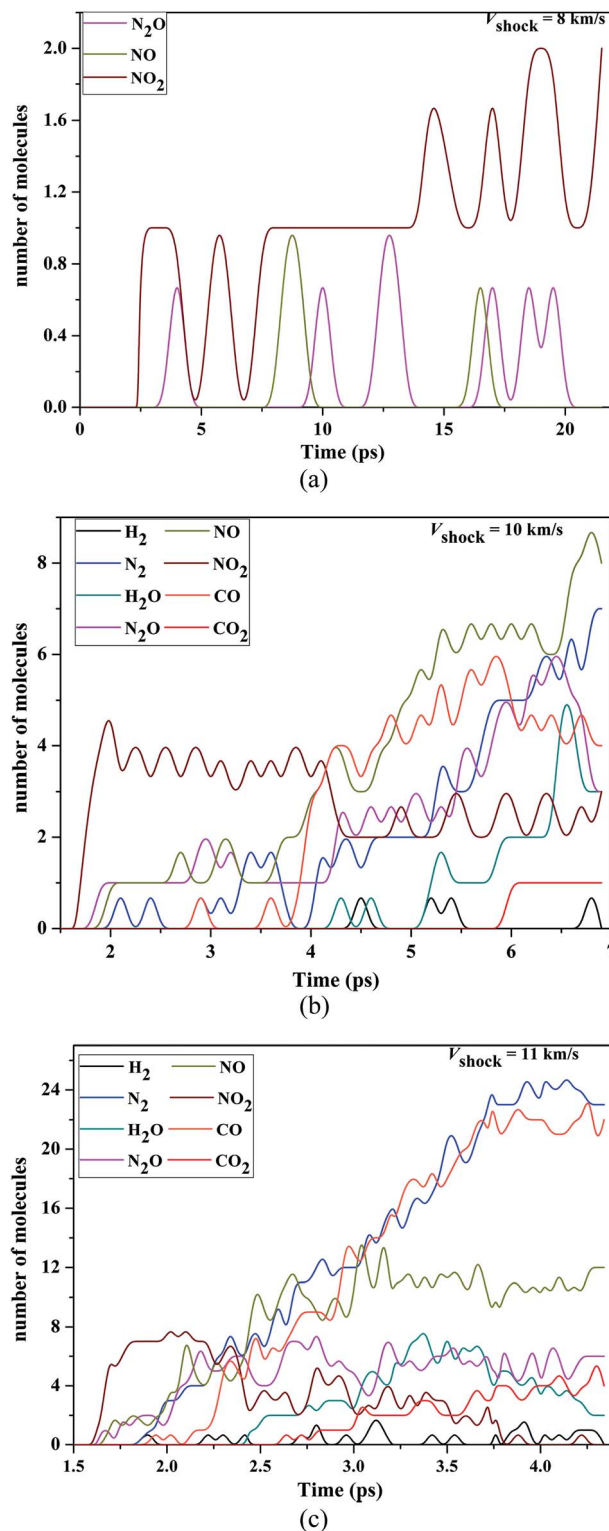 N₂O
NO
NO₂
V_shock = 8 km/s
number of molecules
2.0
1.6
1.2
0.8
0.4
0.0
0 5 10 15 20
Time (ps)
(a)
H₂ NO
N₂ NO₂
H₂O CO
N₂O CO₂
V_shock = 10 km/s
number of molecules
8
6
4
2
0
2 3 4 5 6 7
Time (ps)
(b)
H₂ NO
N₂ NO₂
H₂O CO
N₂O CO₂
V_shock = 11 km/s
number of molecules
24
20
16
12
8
4
0
1.5 2.0 2.5 3.0 3.5 4.0
Time (ps)
(c)